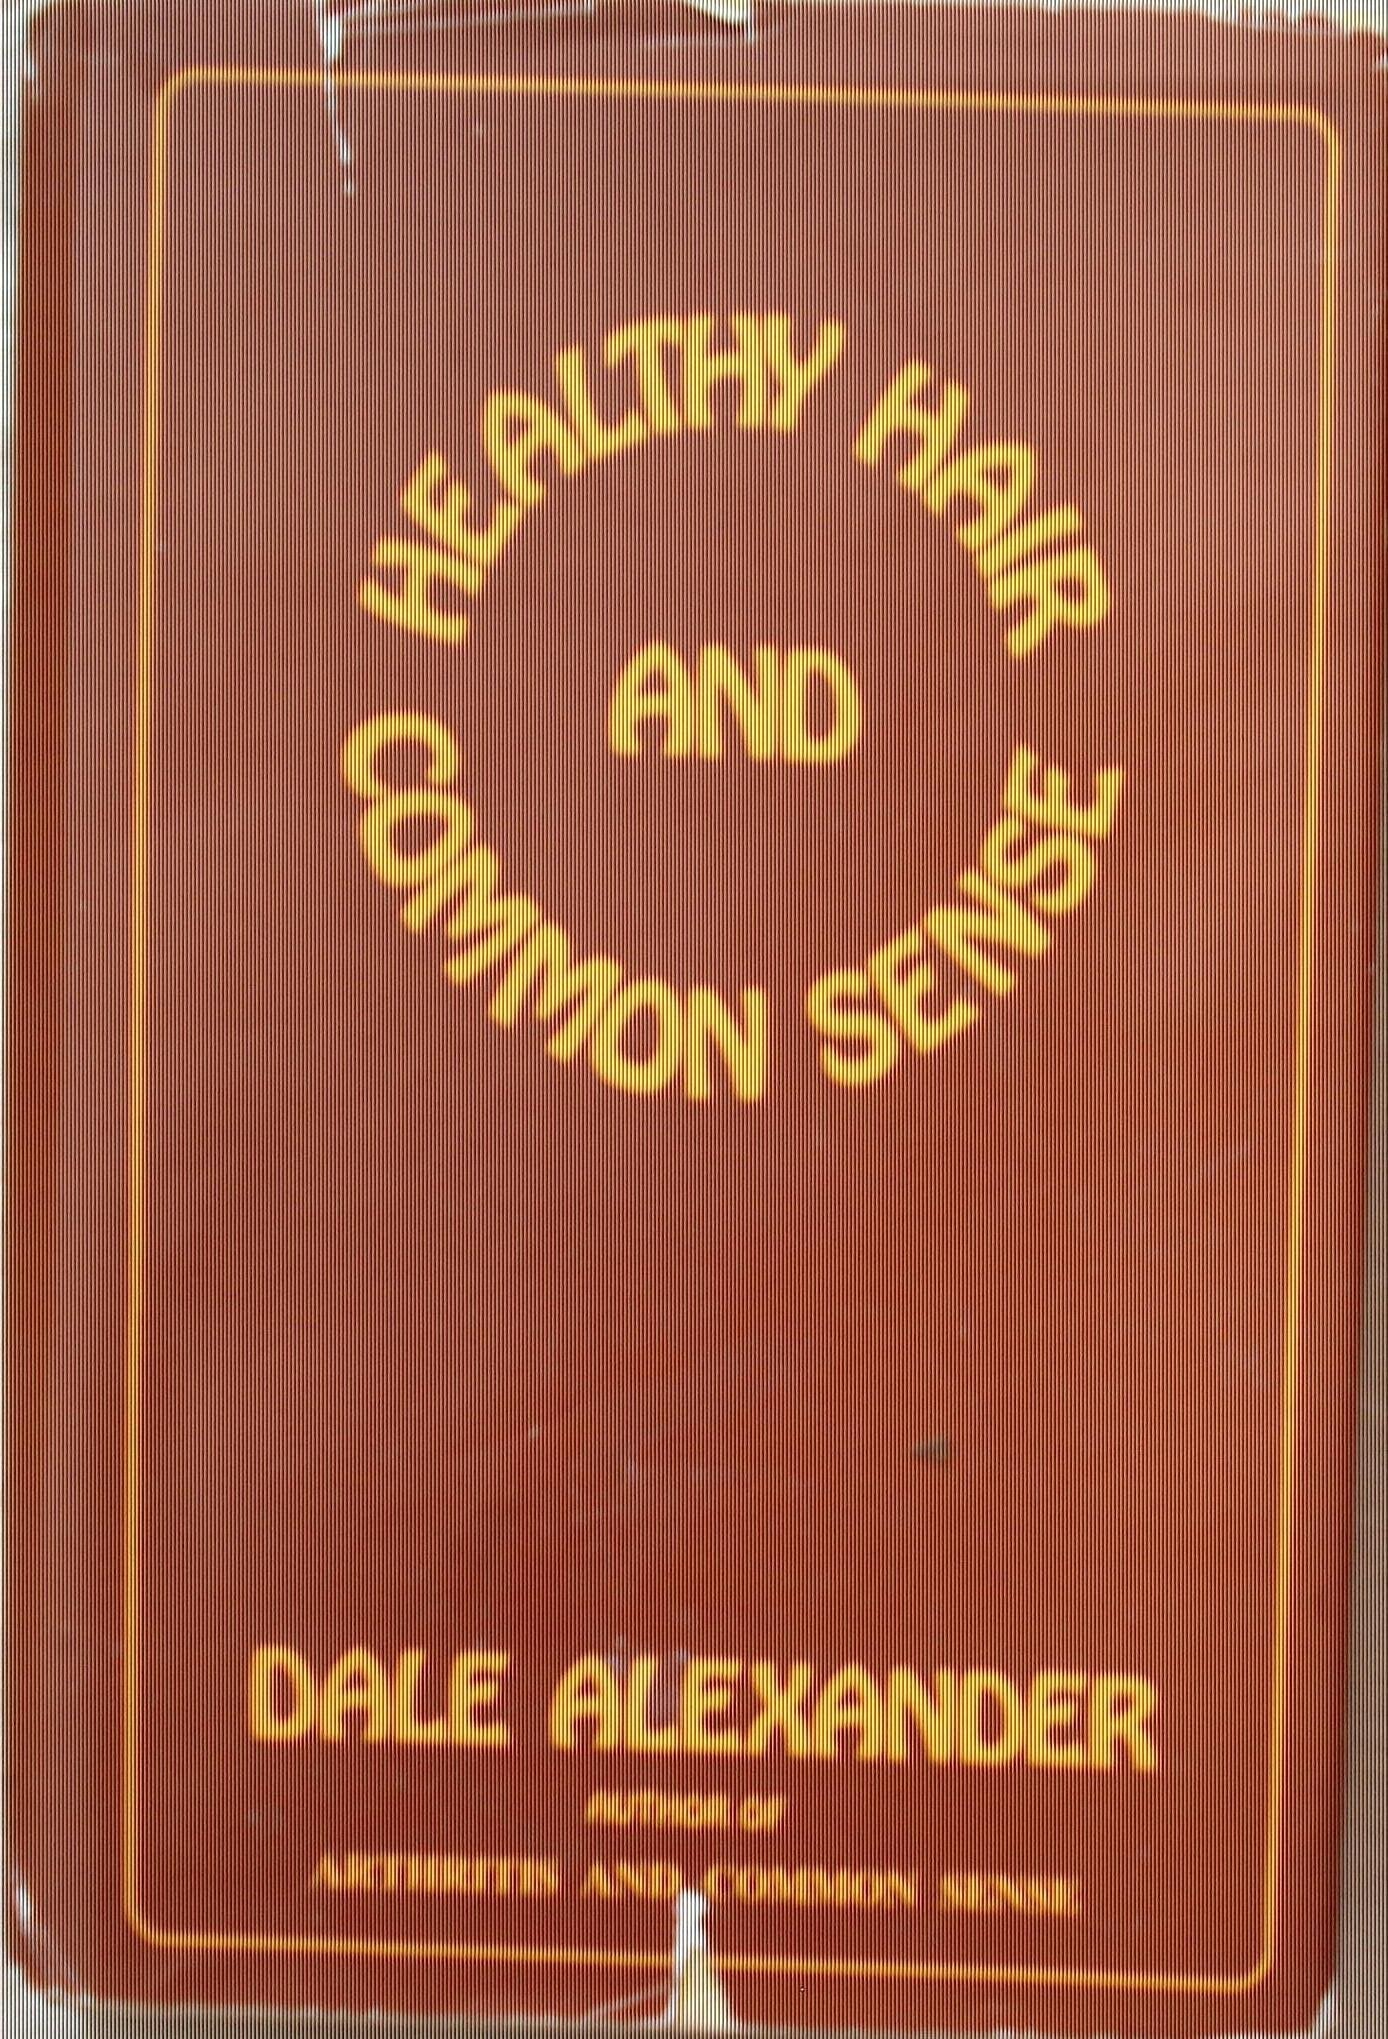 HEALTHY HAIR
AND
COMMON SENSE
DALE ALEXANDER
AUTHOR OF
ARTHRITIS AND COMMON SENSE